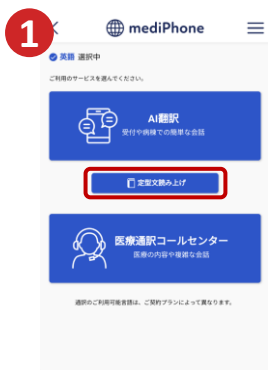 1
mediPhone
英語 選択中
ご利用のサービスを選んでください。
AI翻訳
受付や病棟での簡単な会話
定型文読み上げ
医療通訳コールセンター
医療の内容や複雑な会話
通訳のご利用可能言語は、ご契約プランによって異なります。